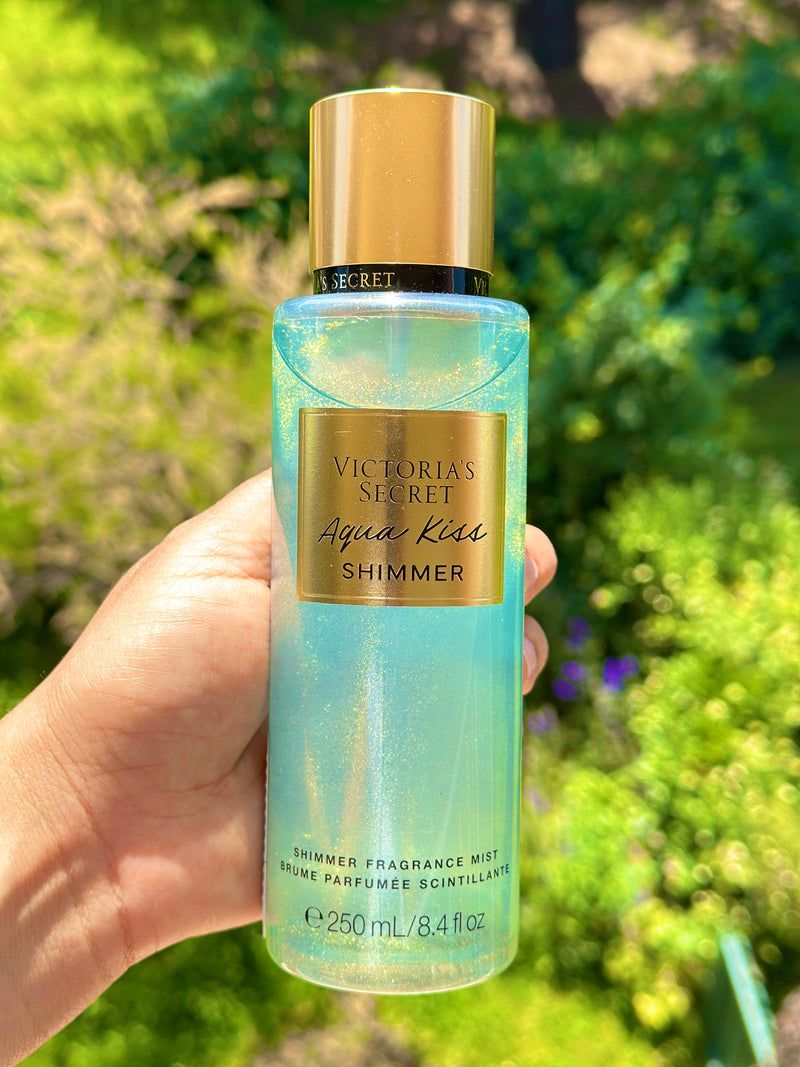 'S SECRET
VICTORIA'S
SECRET
Aqua Kiss
SHIMMER
SHIMMER FRAGRANCE MIST
BRUME PARFUMÉE SCINTILLANTE
℮ 250 mL/8.4 fl oz